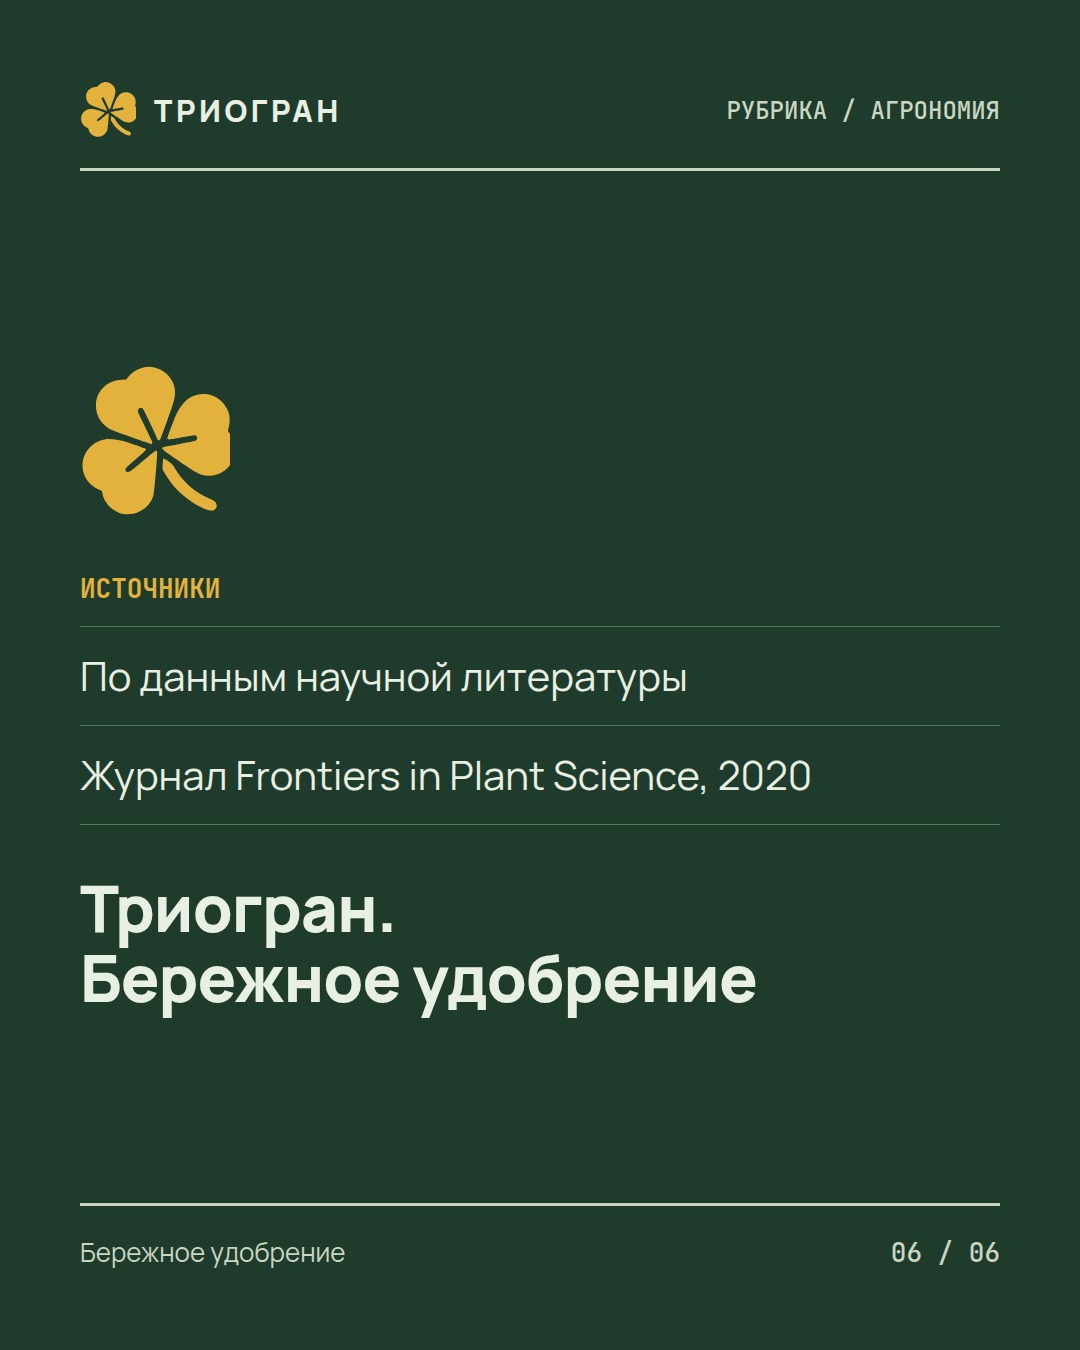 ТРИОГРАН
РУБРИКА / АГРОНОМИЯ
ИСТОЧНИКИ
По данным научной литературы
Журнал Frontiers in Plant Science, 2020
Триогран.
Бережное удобрение
Бережное удобрение
06 / 06